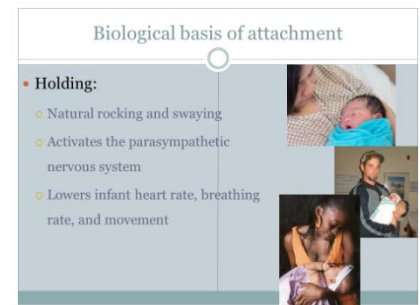 Biological basis of attachment
Holding:
Natural rocking and swaying
Activates the parasympathetic
nervous system
Lowers infant heart rate, breathing
rate, and movement